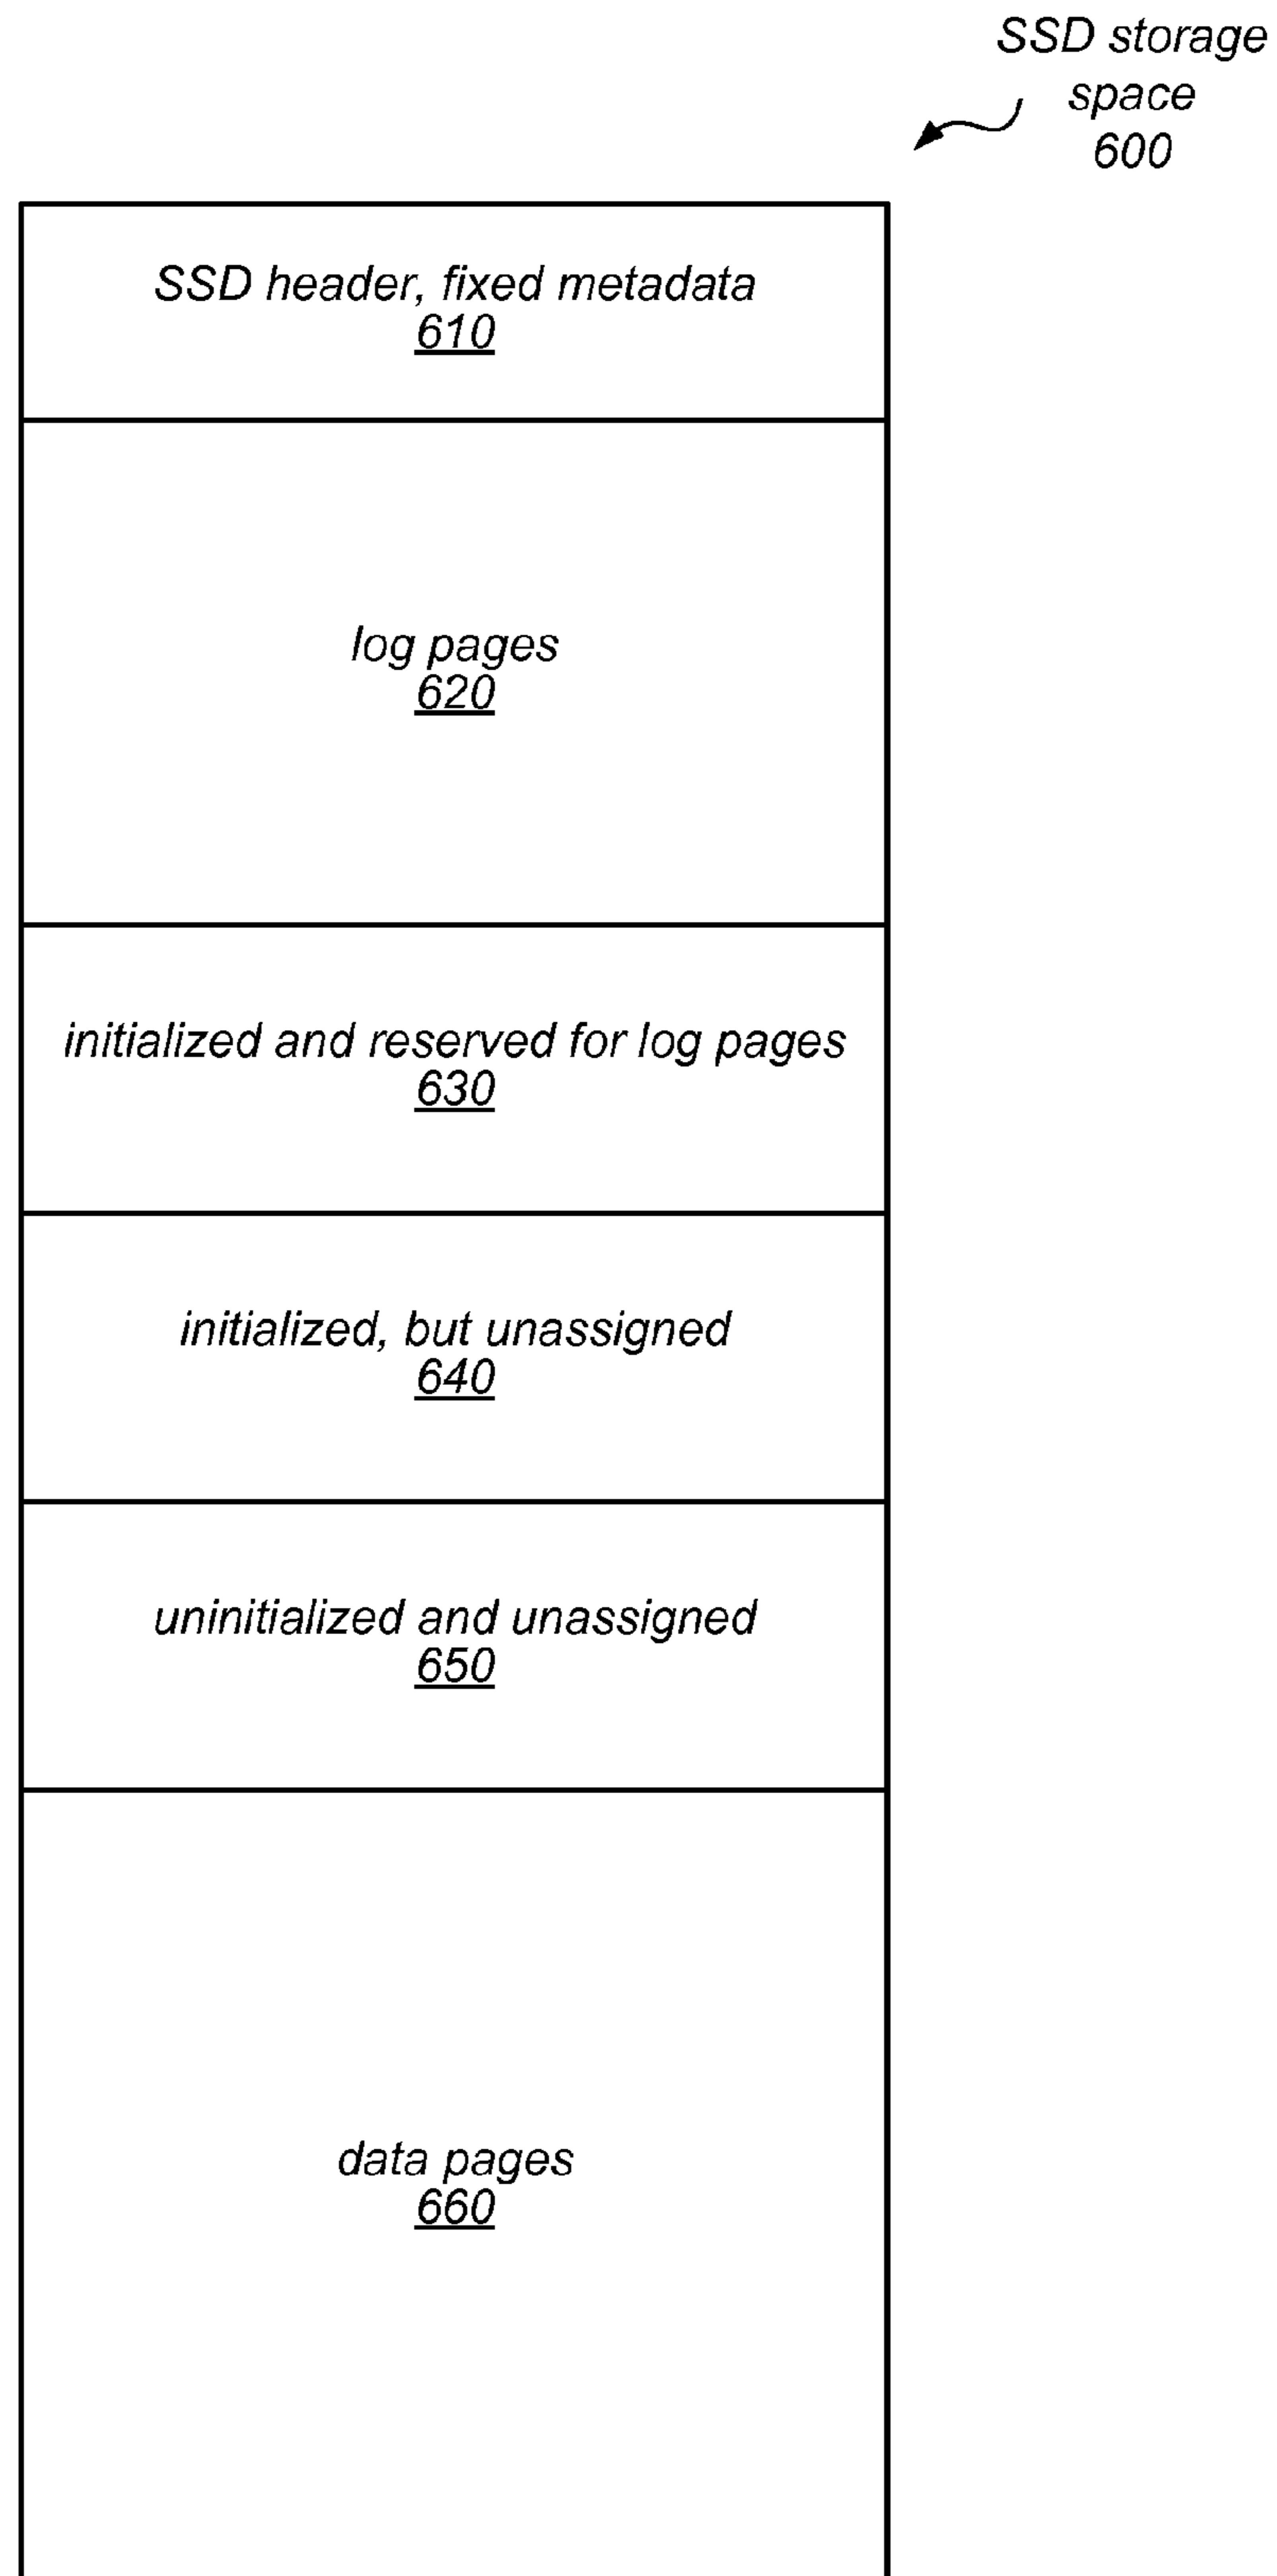 SSD storage
space
600
SSD header, fixed metadata
610
log pages
620
initialized and reserved for log pages
630
initialized, but unassigned
640
uninitialized and unassigned
650
data pages
660